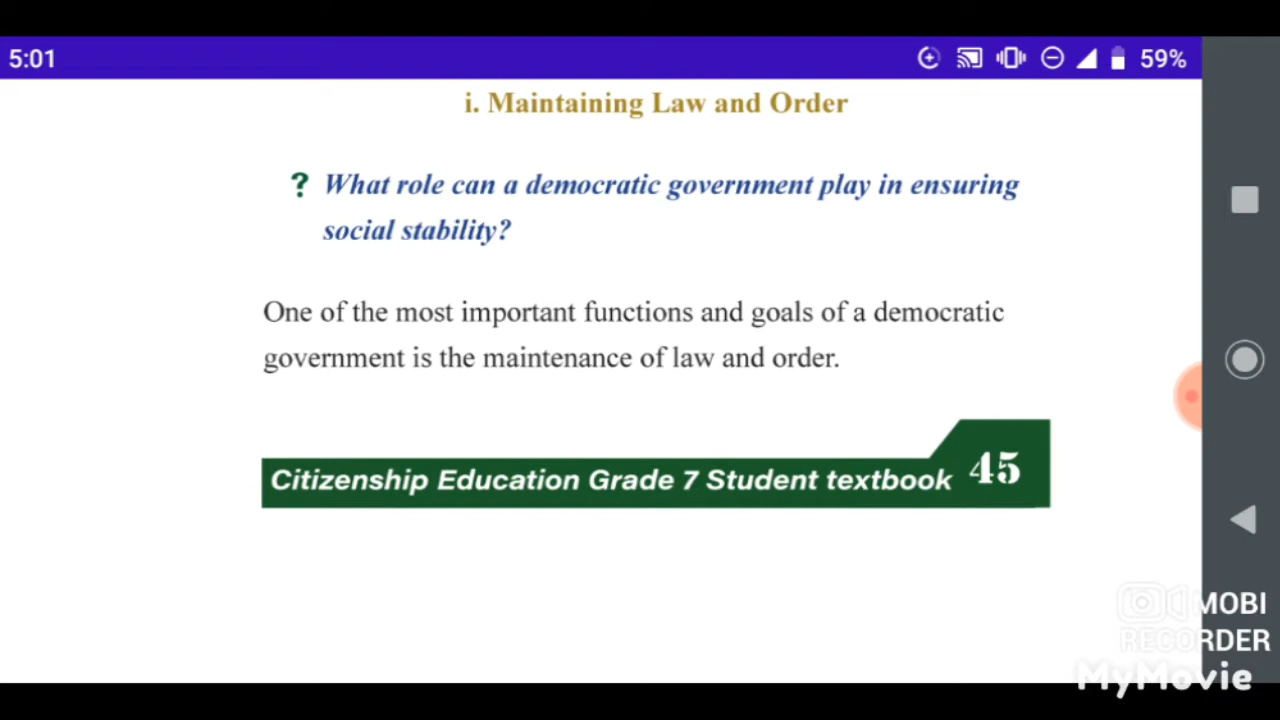 5:01
59%
i. Maintaining Law and Order
? What role can a democratic government play in ensuring
social stability?
One of the most important functions and goals of a democratic
government is the maintenance of law and order.
Citizenship Education Grade 7 Student textbook 45
MOBI
RECORDER
MyMovie